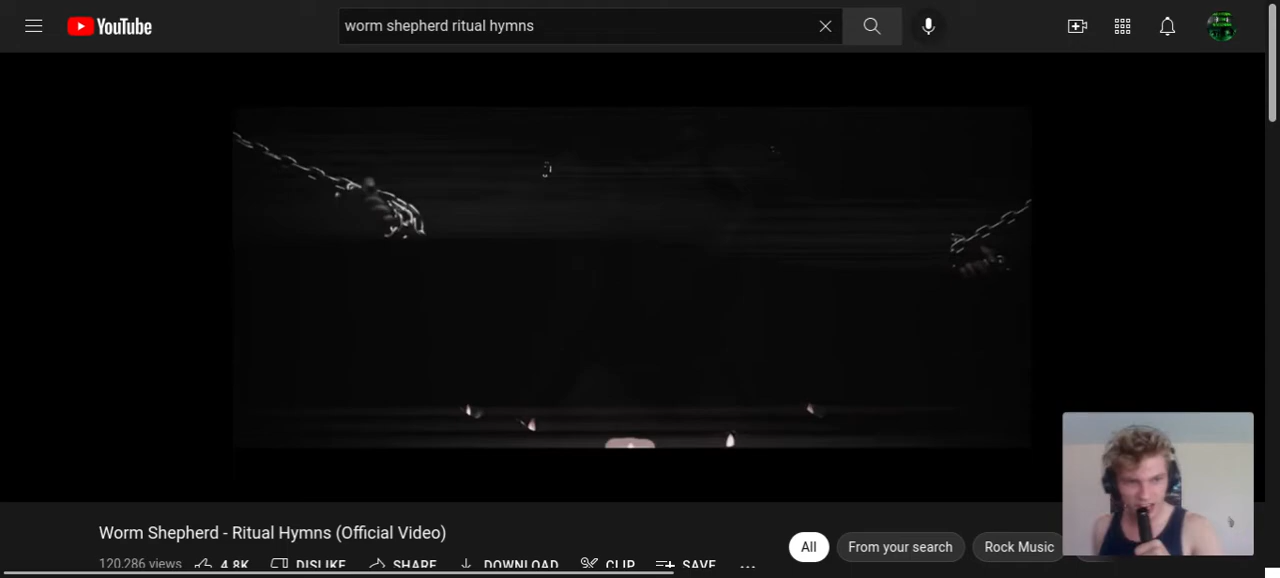 YouTube
worm shepherd ritual hymns
Worm Shepherd - Ritual Hymns (Official Video)
All
From your search
Rock Music
120,286 views
4.8K
DISLIKE
SHARE
DOWNLOAD
CLIP
SAVE
...